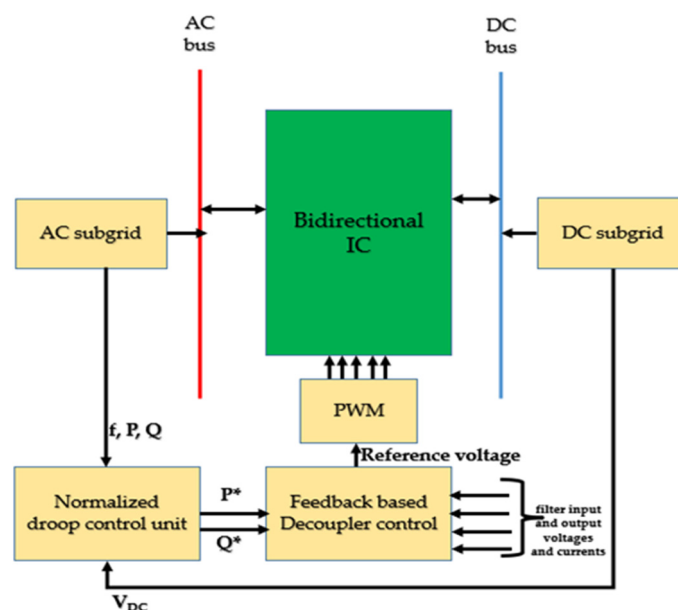 AC
bus
DC
bus
Bidirectional
IC
AC subgrid
DC subgrid
PWM
f, P, Q
Reference voltage
Normalized
droop control unit
P*
Q*
Feedback based
Decoupler control
filter input
and output
voltages
and currents
VDC